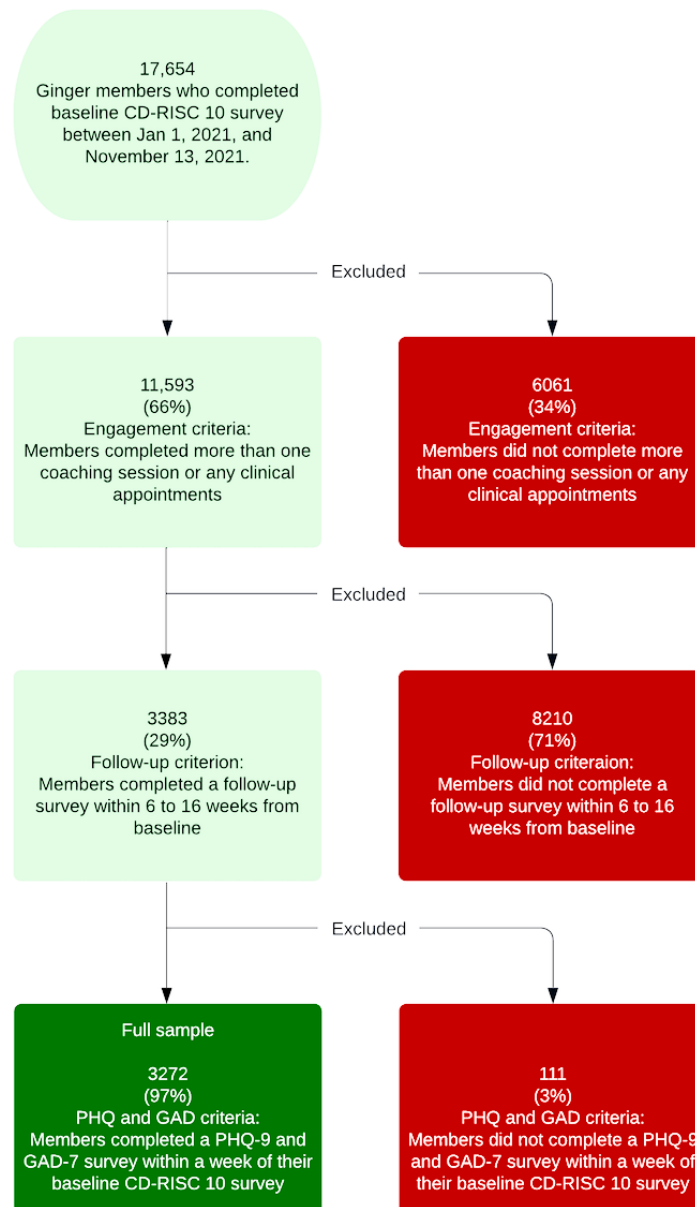 17,654
Ginger members who completed
baseline CD-RISC 10 survey
between Jan 1, 2021, and
November 13, 2021.
Excluded
11,593
(66%)
Engagement criteria:
Members completed more than one
coaching session or any clinical
appointments
6061
(34%)
Engagement criteria:
Members did not complete more
than one coaching session or any
clinical appointments
Excluded
3383
(29%)
Follow-up criterion:
Members completed a follow-up
survey within 6 to 16 weeks from
baseline
8210
(71%)
Follow-up criteraion:
Members did not complete a
follow-up survey within 6 to 16
weeks from baseline
Excluded
Full sample
3272
(97%)
PHQ and GAD criteria:
Members completed a PHQ-9 and
GAD-7 survey within a week of their
baseline CD-RISC 10 survey
111
(3%)
PHQ and GAD criteria:
Members did not complete a PHQ-9
and GAD-7 survey within a week of
their baseline CD-RISC 10 survey